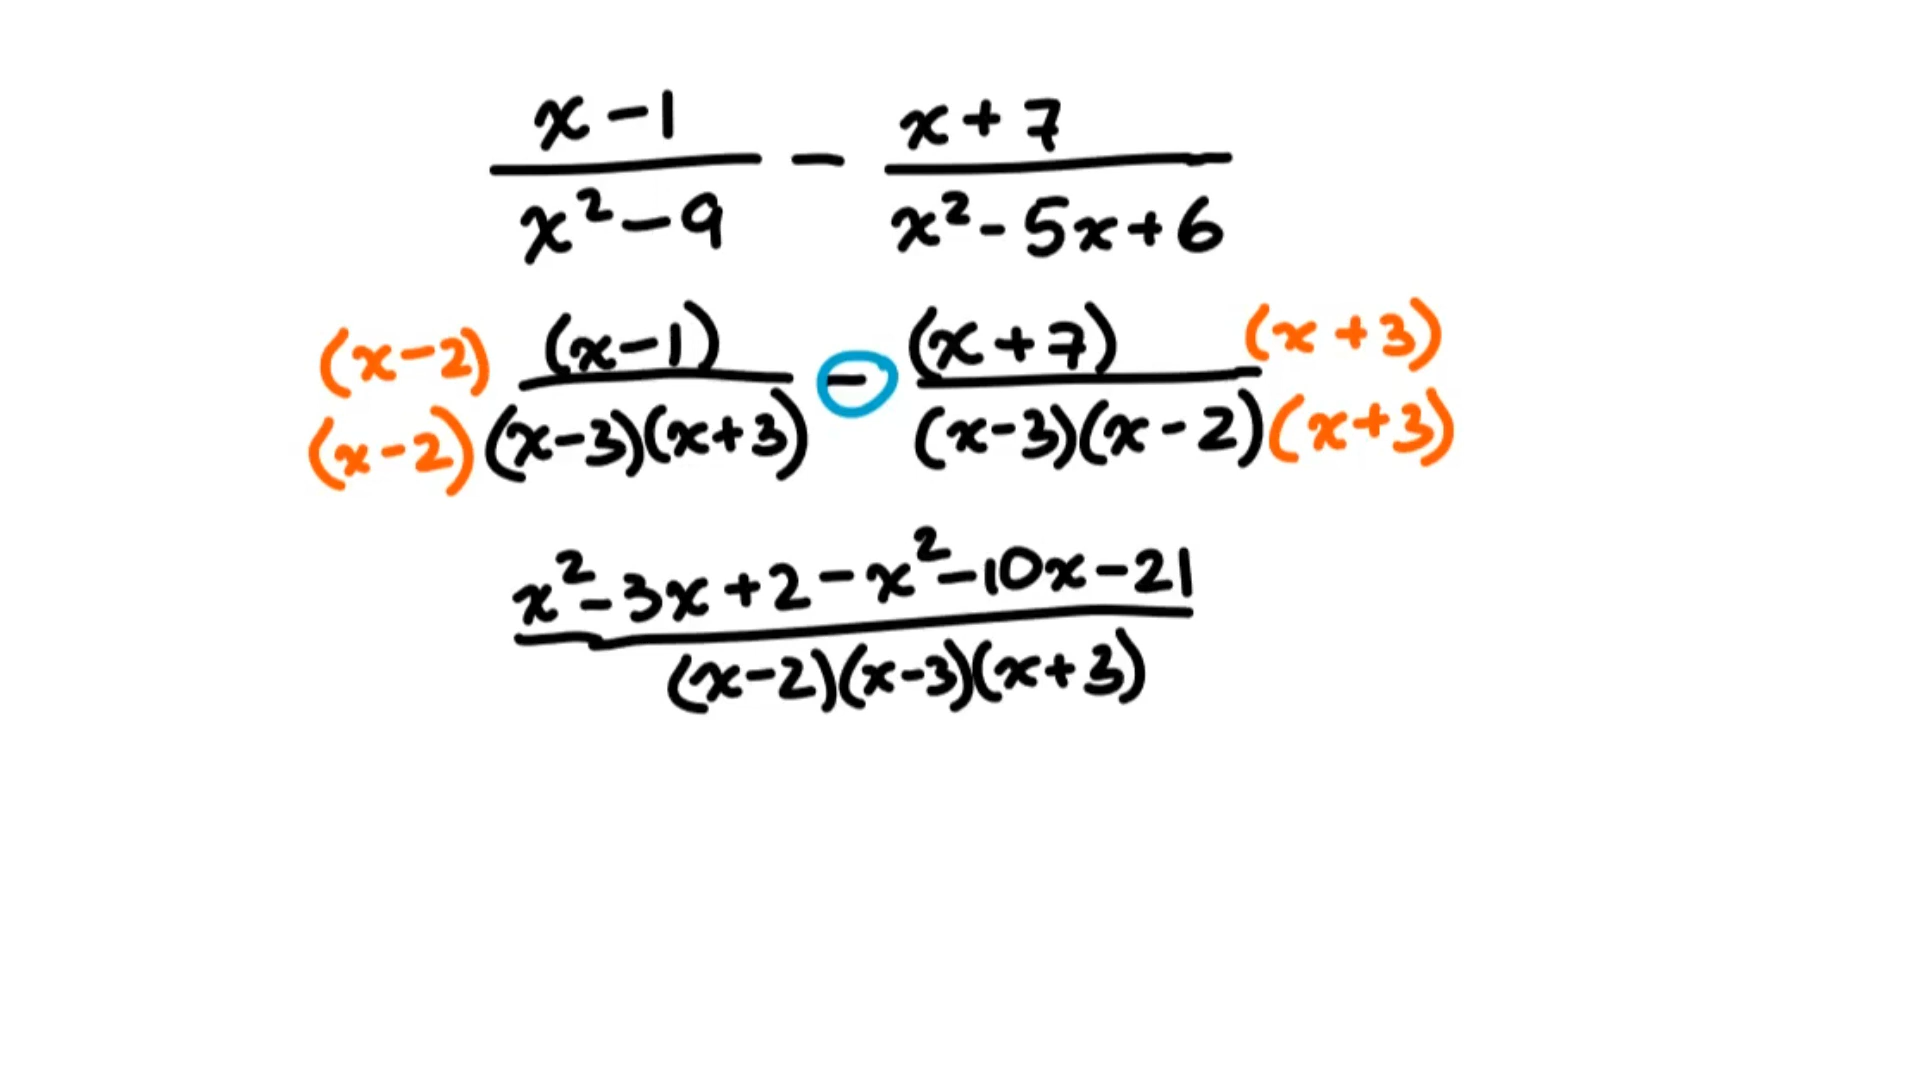 x - 1 x + 7
—
x² - 9 x² - 5x + 6
(x - 2) (x - 1) - (x + 7) (x + 3)
(x - 2) (x - 3)(x + 3) (x - 3)(x - 2) (x + 3)
x² - 3x + 2 - x² - 10x - 21
(x - 2)(x - 3)(x + 3)